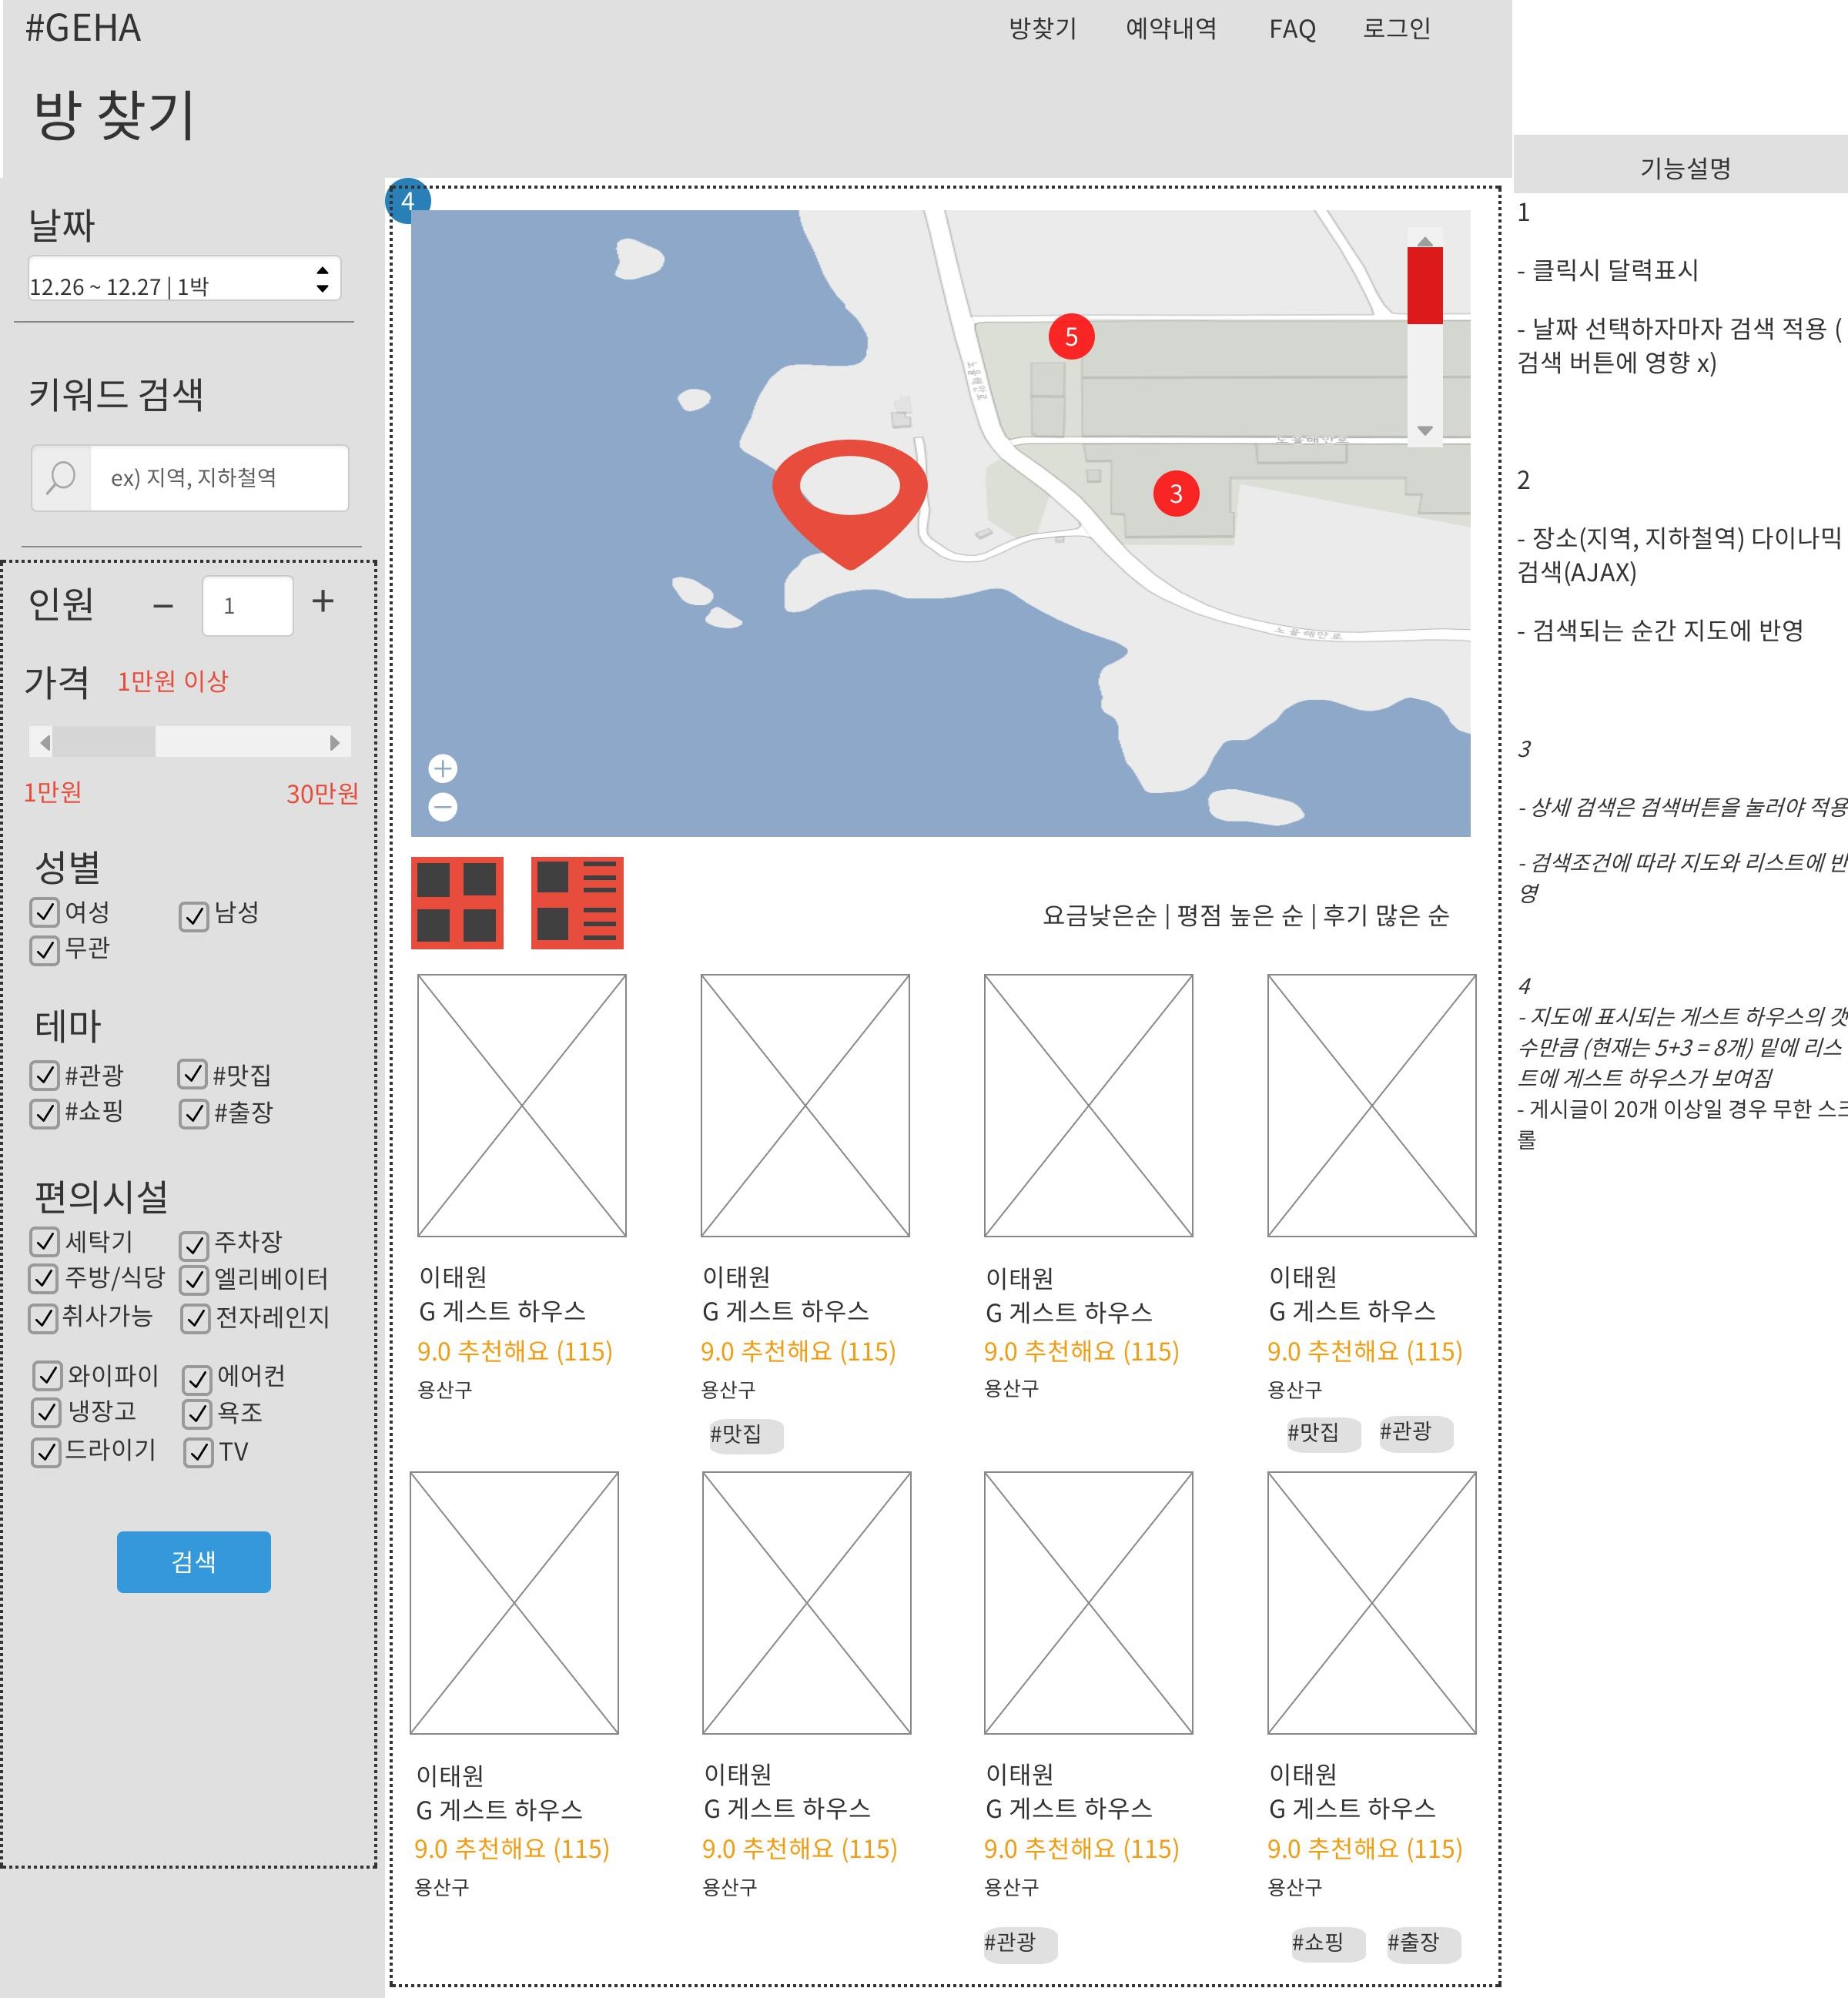 #GEHA
방찾기 예약내역 FAQ 로그인
방 찾기
날짜
12.26 ~ 12.27 | 1박
키워드 검색
ex) 지역, 지하철역
인원 − 1 +
가격 1만원 이상
1만원 30만원
성별
여성 남성
무관
테마
#관광 #맛집
#쇼핑 #출장
편의시설
세탁기 주차장
주방/식당 엘리베이터
취사가능 전자레인지
와이파이 에어컨
냉장고 욕조
드라이기 TV
검색
4
5
노을해안로
노을해안로
3
노을해안로
요금낮은순 | 평점 높은 순 | 후기 많은 순
이태원 이태원 이태원 이태원
G 게스트 하우스 G 게스트 하우스 G 게스트 하우스 G 게스트 하우스
9.0 추천해요 (115) 9.0 추천해요 (115) 9.0 추천해요 (115) 9.0 추천해요 (115)
용산구 용산구 용산구 용산구
#맛집 #맛집 #관광
이태원 이태원 이태원 이태원
G 게스트 하우스 G 게스트 하우스 G 게스트 하우스 G 게스트 하우스
9.0 추천해요 (115) 9.0 추천해요 (115) 9.0 추천해요 (115) 9.0 추천해요 (115)
용산구 용산구 용산구 용산구
#관광 #쇼핑 #출장
기능설명
1
- 클릭시 달력표시
- 날짜 선택하자마자 검색 적용 (
검색 버튼에 영향 x)
2
- 장소(지역, 지하철역) 다이나믹
검색(AJAX)
- 검색되는 순간 지도에 반영
3
- 상세 검색은 검색버튼을 눌러야 적용
- 검색조건에 따라 지도와 리스트에 반
영
4
- 지도에 표시되는 게스트 하우스의 갯
수만큼 (현재는 5+3 = 8개) 밑에 리스
트에 게스트 하우스가 보여짐
- 게시글이 20개 이상일 경우 무한 스크
롤